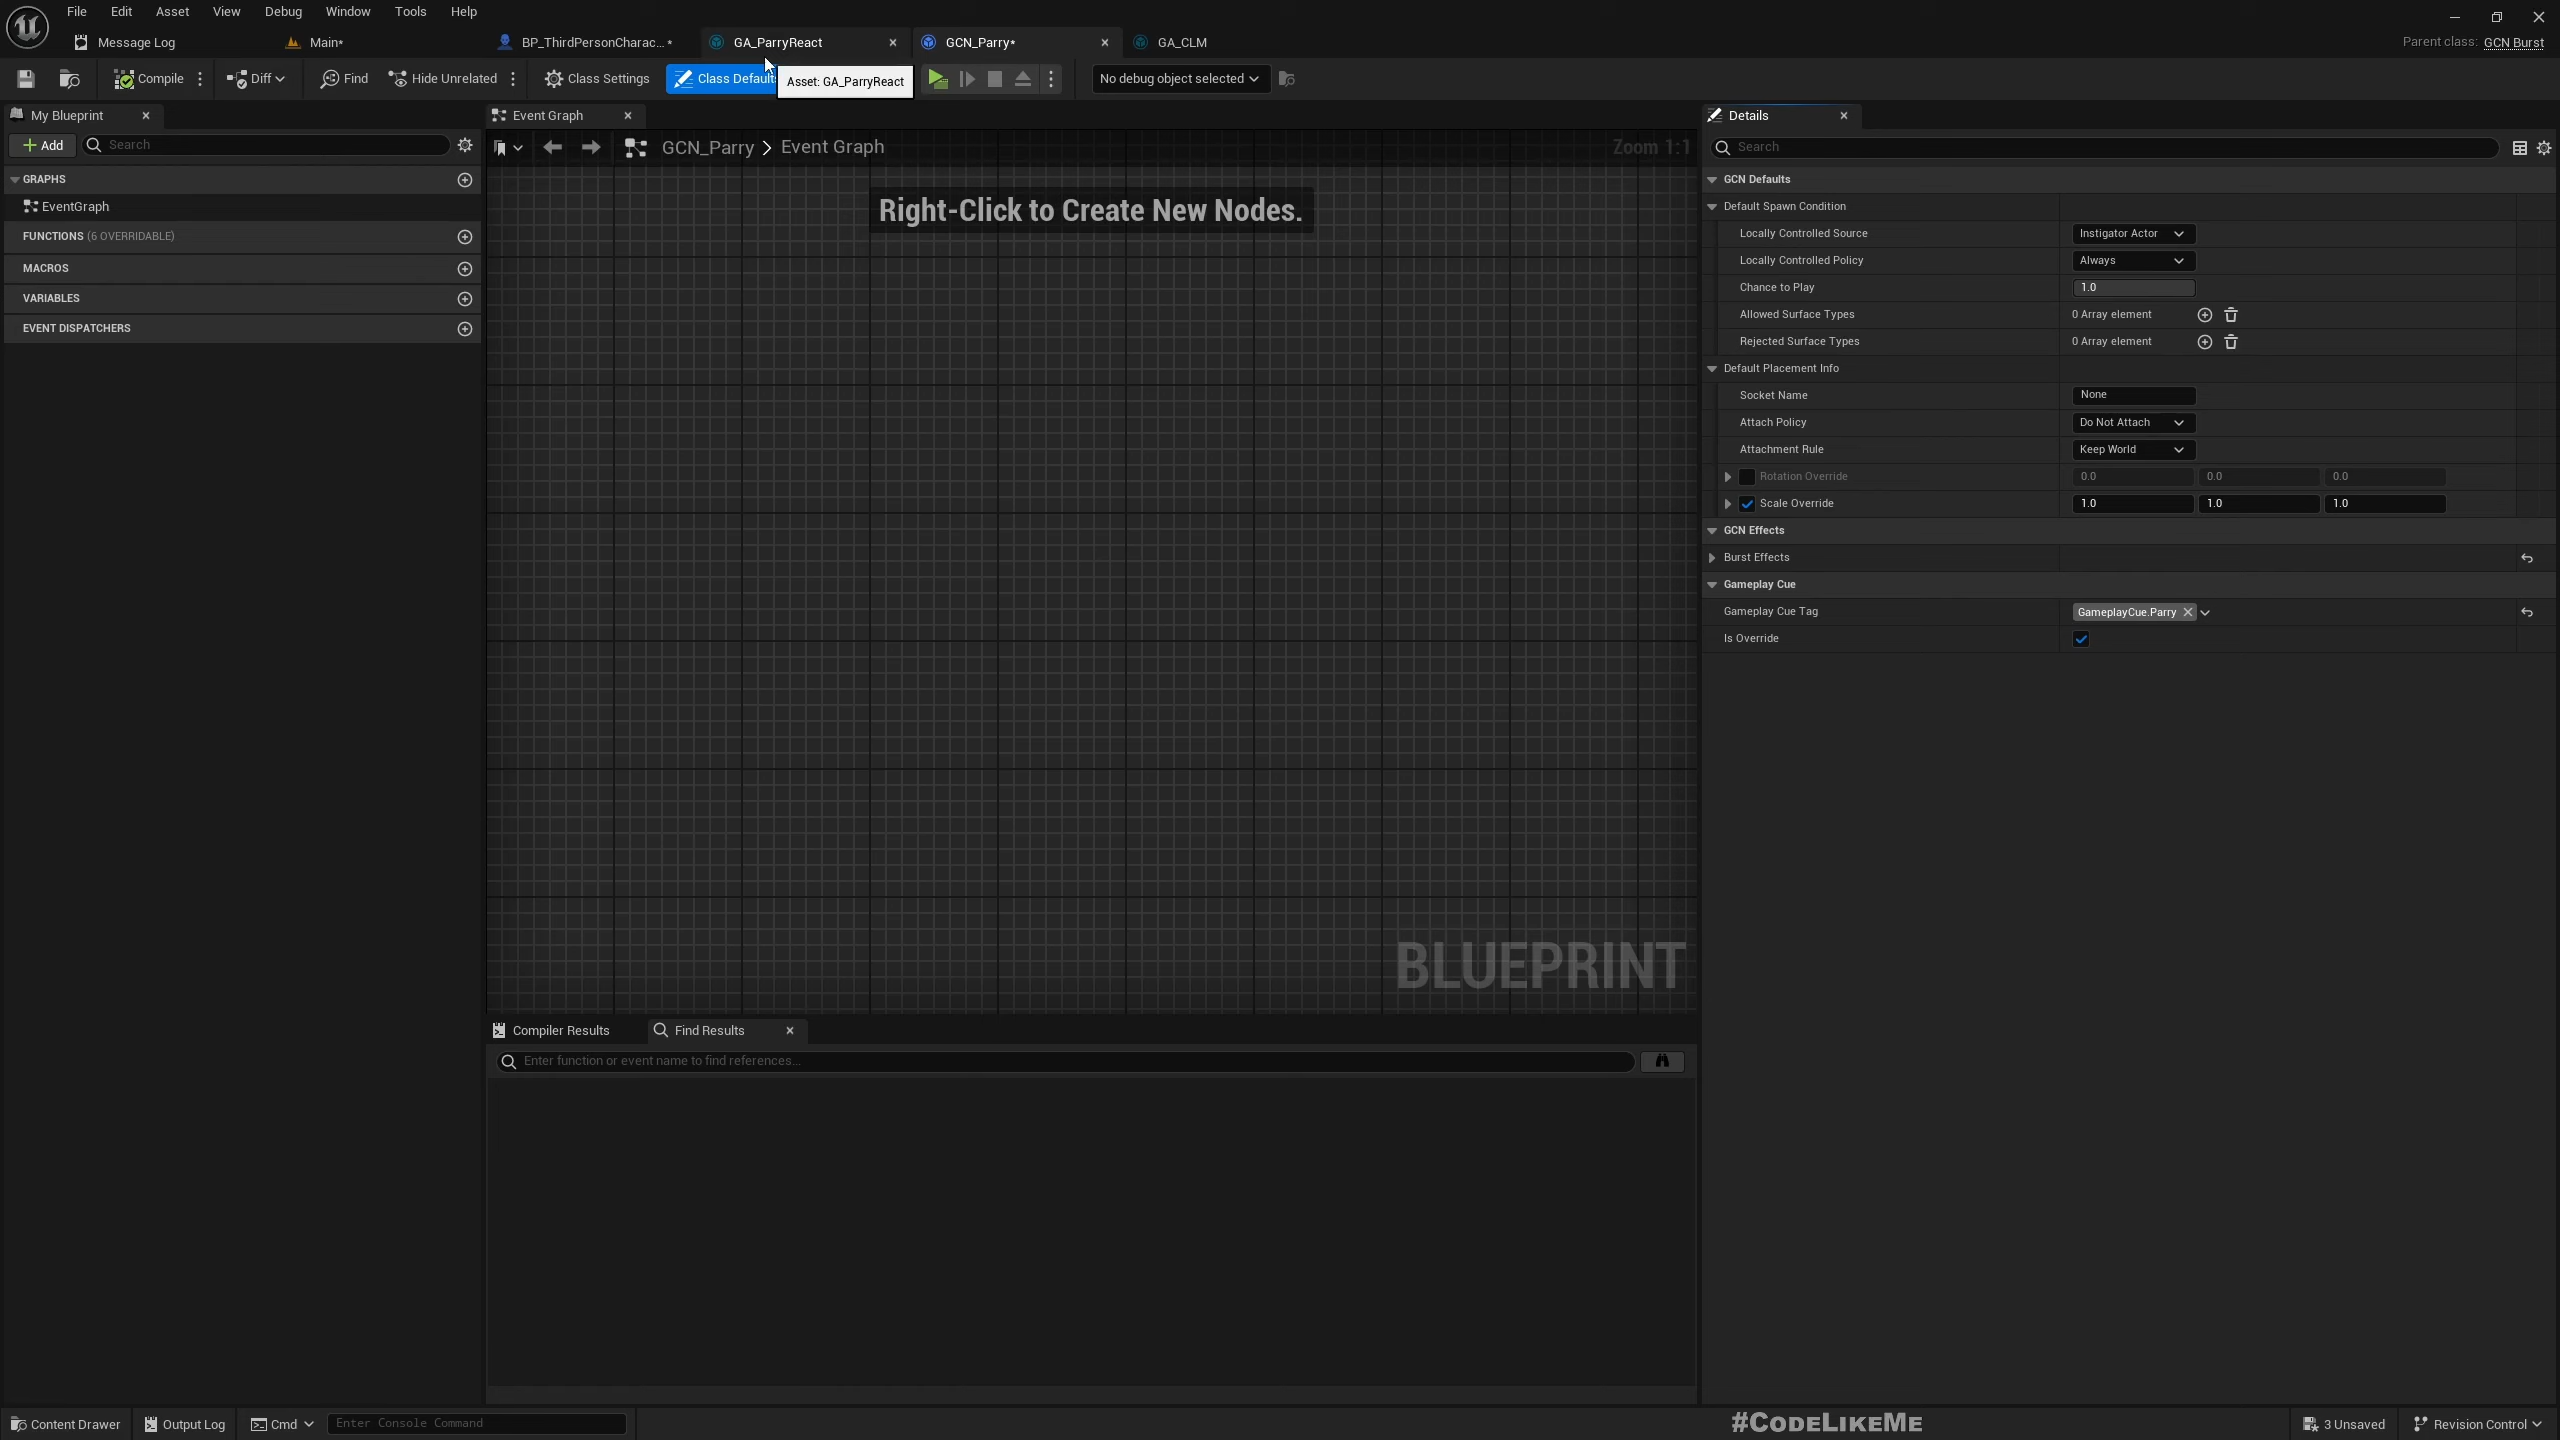 File Edit Asset View Debug Window Tools Help
Message Log Main* BP_ThirdPersonCharac... * GA_ParryReact GCN_Parry* GA_CLM Parent class: GCN Burst
Compile Diff Find Hide Unrelated Class Settings Class Defaults No debug object selected
Asset: GA_ParryReact
My Blueprint
Add Search
GRAPHS
EventGraph
FUNCTIONS (6 OVERRIDABLE)
MACROS
VARIABLES
EVENT DISPATCHERS
Event Graph
GCN_Parry > Event Graph Zoom 1:1
Right-Click to Create New Nodes.
BLUEPRINT
Compiler Results Find Results
Enter function or event name to find references...
Details
Search
GCN Defaults
Default Spawn Condition
Locally Controlled Source Instigator Actor
Locally Controlled Policy Always
Chance to Play 1.0
Allowed Surface Types 0 Array element
Rejected Surface Types 0 Array element
Default Placement Info
Socket Name None
Attach Policy Do Not Attach
Attachment Rule Keep World
Rotation Override 0.0 0.0 0.0
Scale Override 1.0 1.0 1.0
GCN Effects
Burst Effects
Gameplay Cue
Gameplay Cue Tag GameplayCue.Parry
Is Override
Content Drawer Output Log Cmd Enter Console Command #CODELIKEME 3 Unsaved Revision Control